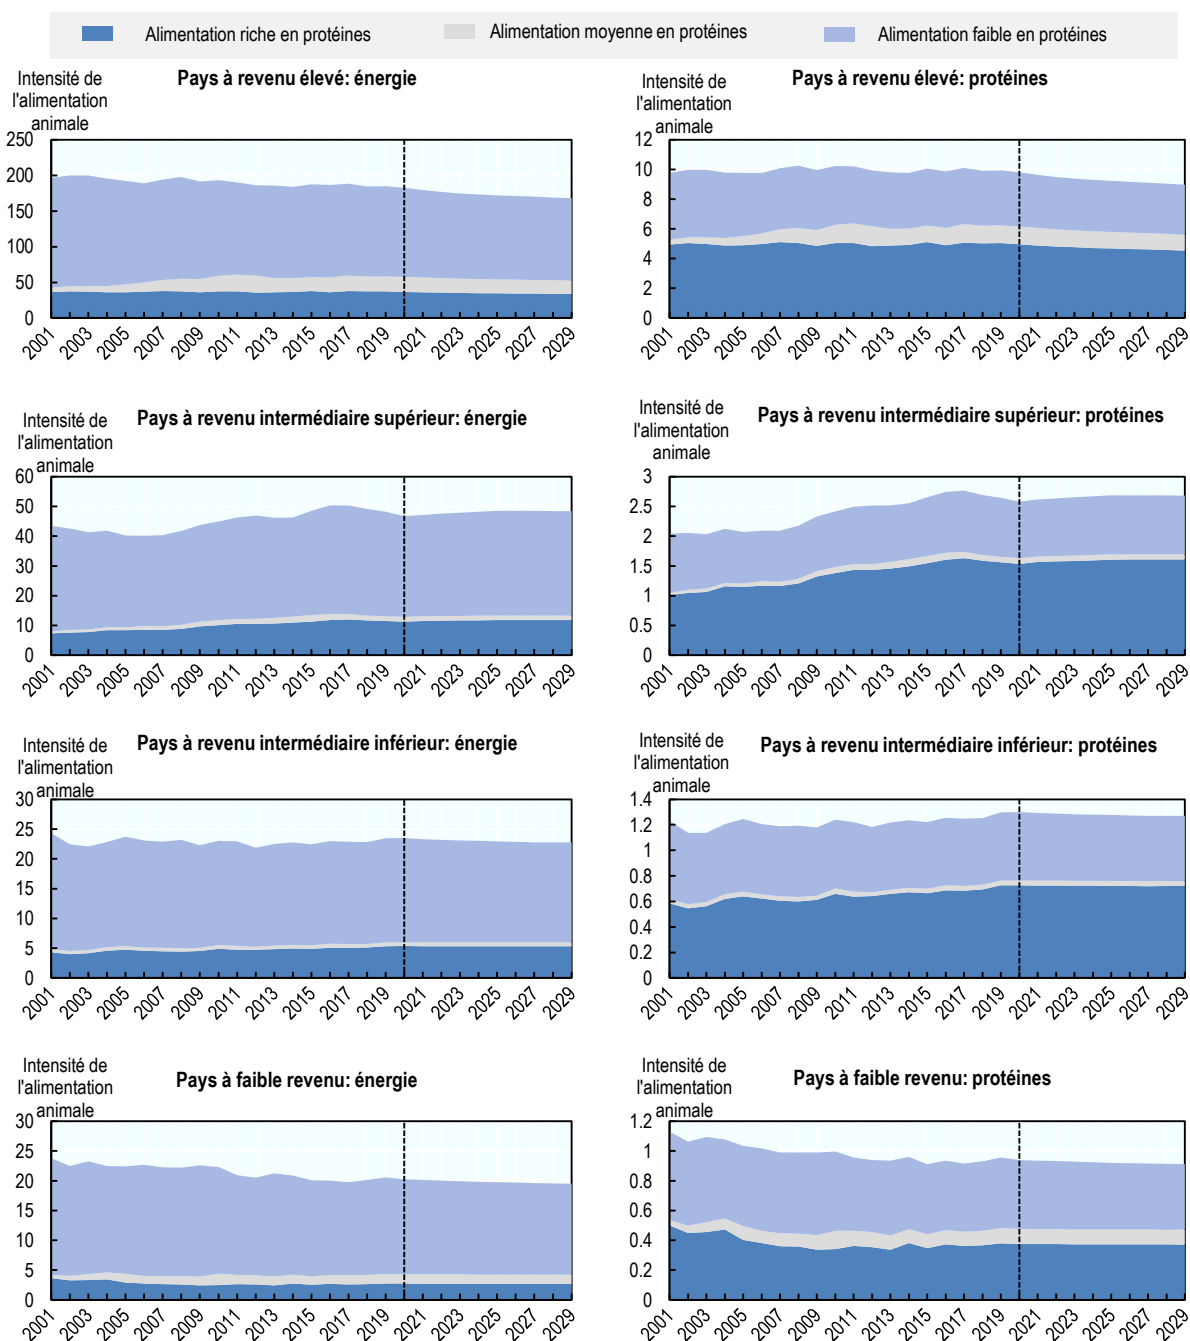 Alimentation riche en protéines
Alimentation moyenne en protéines
Alimentation faible en protéines
Intensité de
l'alimentation
animale
Pays à revenu élevé: énergie
250
200
150
100
50
0
2001 2003 2005 2007 2009 2011 2013 2015 2017 2019 2021 2023 2025 2027 2029
Intensité de
l'alimentation
animale
Pays à revenu élevé: protéines
12
10
8
6
4
2
0
2001 2003 2005 2007 2009 2011 2013 2015 2017 2019 2021 2023 2025 2027 2029
Intensité de
l'alimentation
animale
Pays à revenu intermédiaire supérieur: énergie
60
50
40
30
20
10
0
2001 2003 2005 2007 2009 2011 2013 2015 2017 2019 2021 2023 2025 2027 2029
Intensité de
l'alimentation
animale
Pays à revenu intermédiaire supérieur: protéines
3
2.5
2
1.5
1
0.5
0
2001 2003 2005 2007 2009 2011 2013 2015 2017 2019 2021 2023 2025 2027 2029
Intensité de
l'alimentation
animale
Pays à revenu intermédiaire inférieur: énergie
30
25
20
15
10
5
0
2001 2003 2005 2007 2009 2011 2013 2015 2017 2019 2021 2023 2025 2027 2029
Intensité de
l'alimentation
animale
Pays à revenu intermédiaire inférieur: protéines
1.4
1.2
1
0.8
0.6
0.4
0.2
0
2001 2003 2005 2007 2009 2011 2013 2015 2017 2019 2021 2023 2025 2027 2029
Intensité de
l'alimentation
animale
Pays à faible revenu: énergie
30
25
20
15
10
5
0
2001 2003 2005 2007 2009 2011 2013 2015 2017 2019 2021 2023 2025 2027 2029
Intensité de
l'alimentation
animale
Pays à faible revenu: protéines
1.2
1
0.8
0.6
0.4
0.2
0
2001 2003 2005 2007 2009 2011 2013 2015 2017 2019 2021 2023 2025 2027 2029